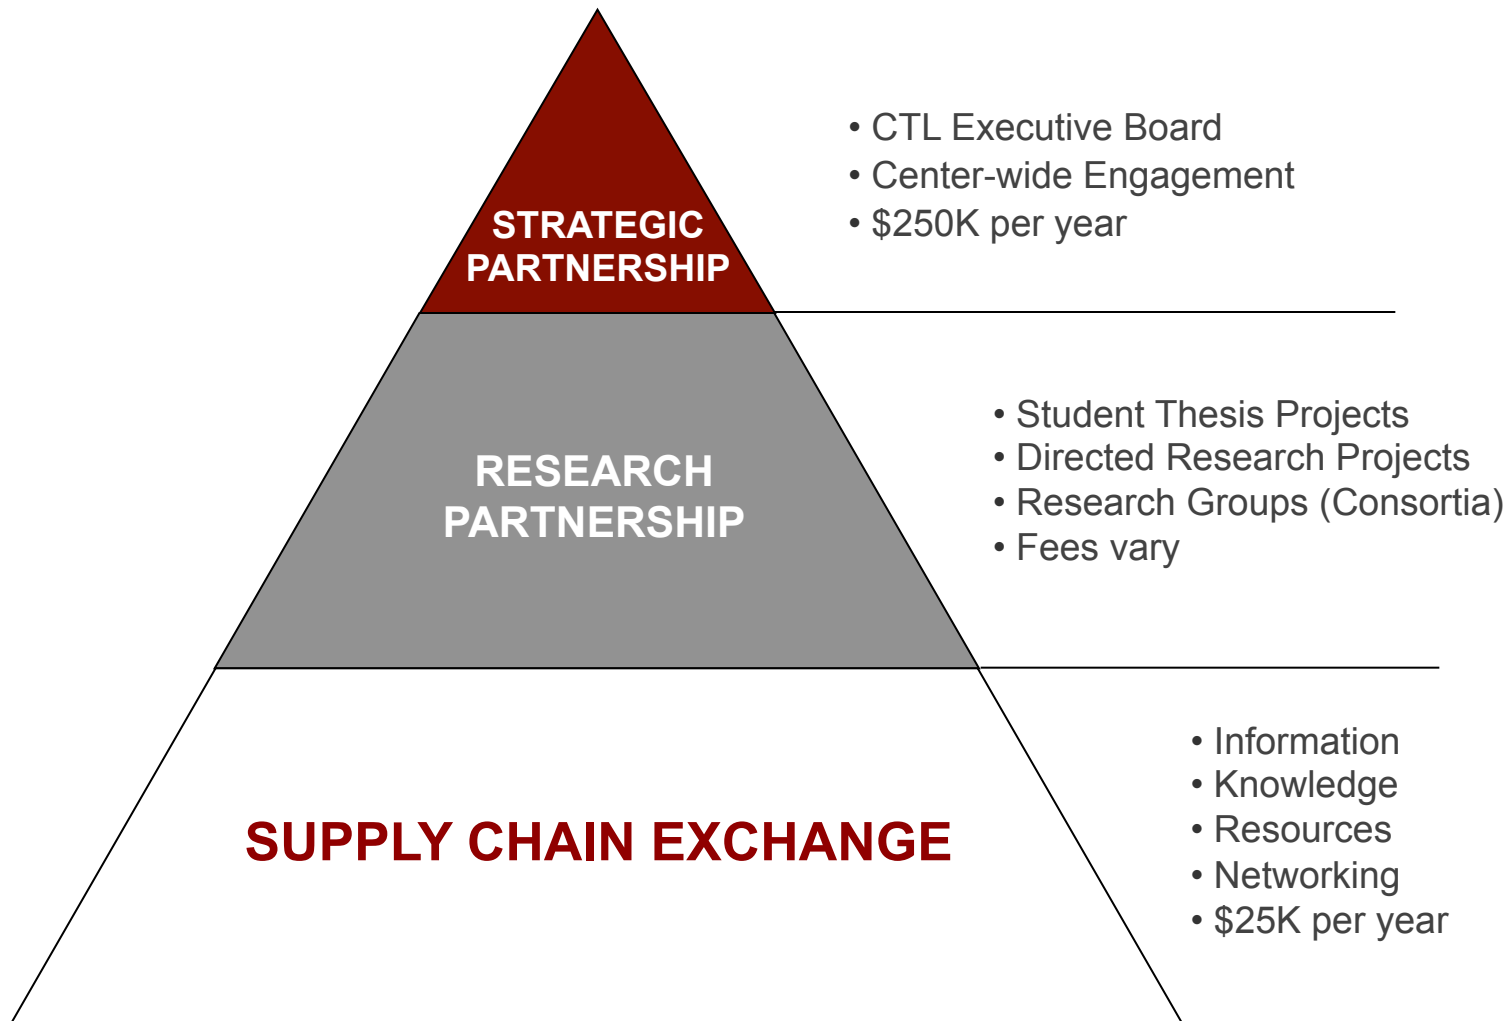 STRATEGIC
PARTNERSHIP
• CTL Executive Board
• Center-wide Engagement
• $250K per year
RESEARCH
PARTNERSHIP
• Student Thesis Projects
• Directed Research Projects
• Research Groups (Consortia)
• Fees vary
SUPPLY CHAIN EXCHANGE
• Information
• Knowledge
• Resources
• Networking
• $25K per year